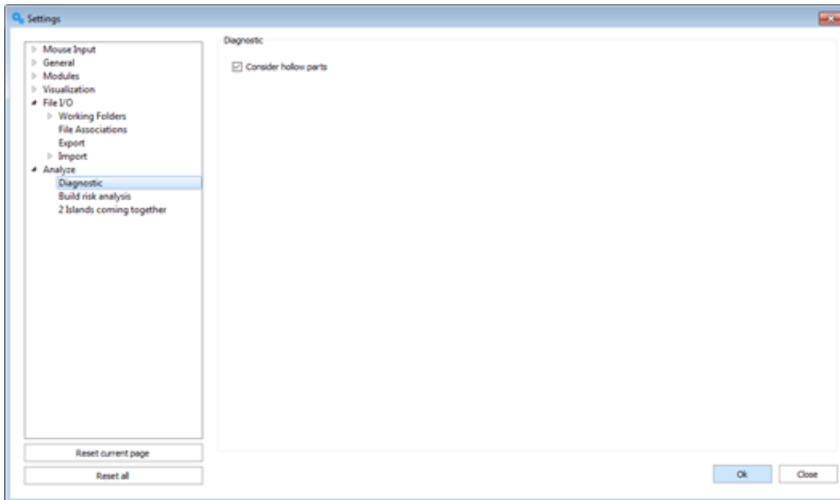 Settings
Mouse Input
General
Modules
Visualization
File I/O
Working Folders
File Associations
Export
Import
Analyze
Diagnostic
Build risk analysis
2 Islands coming together
Reset current page
Reset all
Diagnostic
Consider hollow parts
Ok
Close